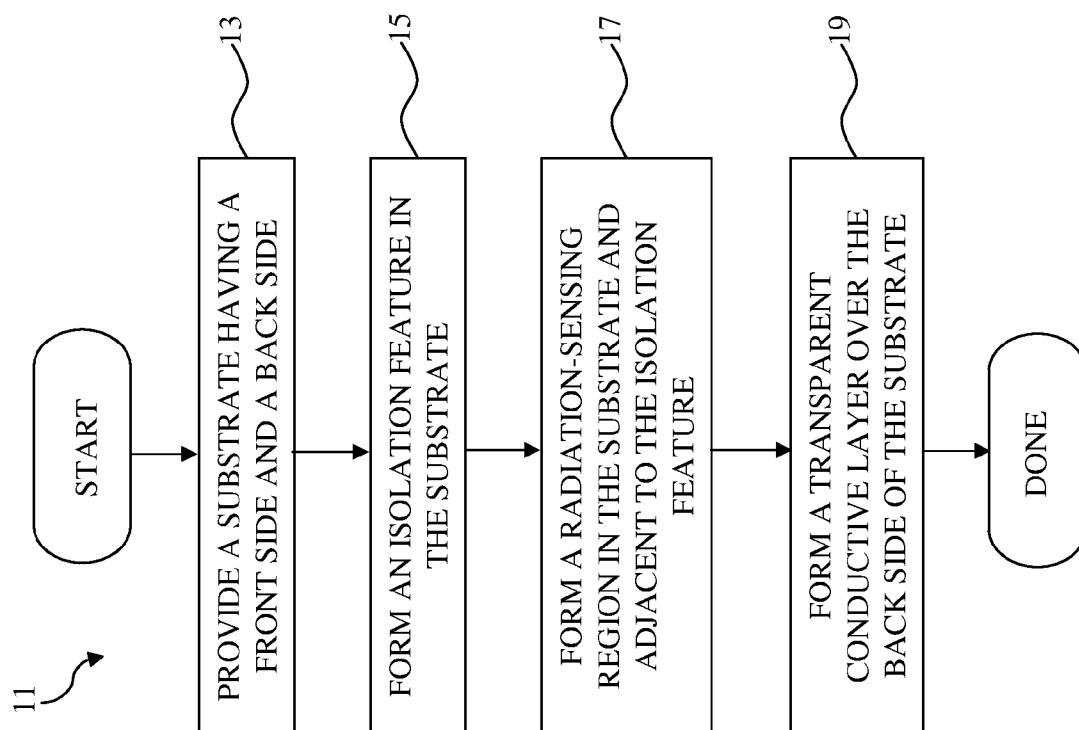 11
START
PROVIDE A SUBSTRATE HAVING A
FRONT SIDE AND A BACK SIDE
13
FORM AN ISOLATION FEATURE IN
THE SUBSTRATE
15
FORM A RADIATION-SENSING
REGION IN THE SUBSTRATE AND
ADJACENT TO THE ISOLATION
FEATURE
17
FORM A TRANSPARENT
CONDUCTIVE LAYER OVER THE
BACK SIDE OF THE SUBSTRATE
19
DONE